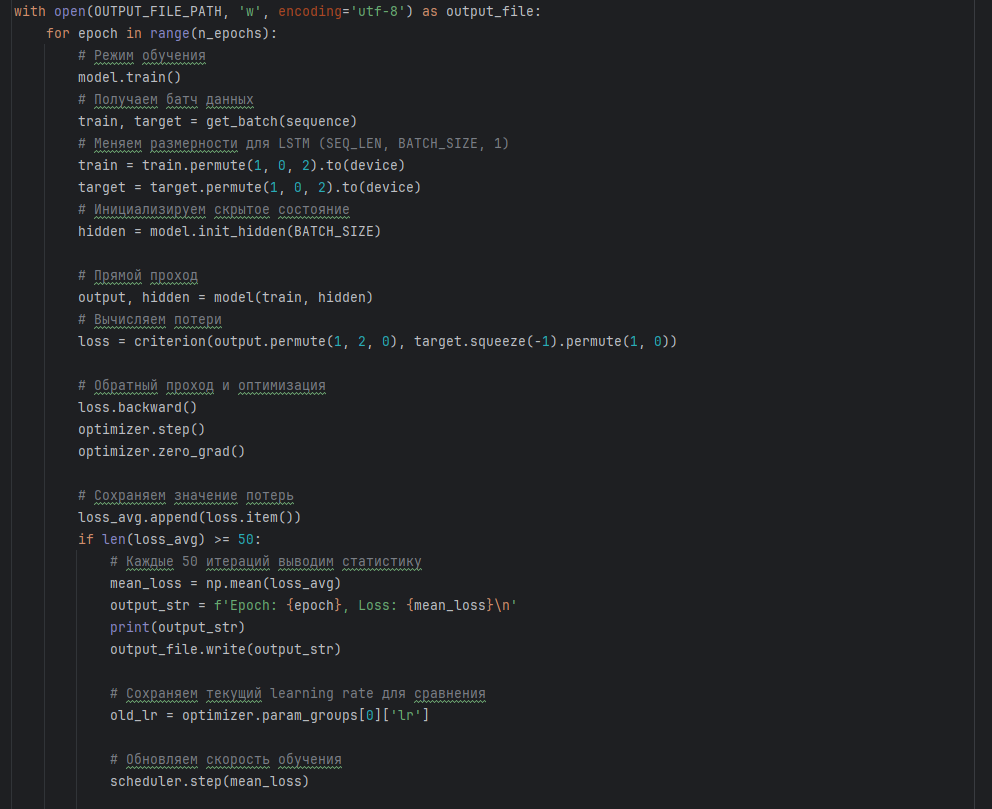 with open(OUTPUT_FILE_PATH, 'w', encoding='utf-8') as output_file:
    for epoch in range(n_epochs):
        # Режим обучения
        model.train()
        # Получаем батч данных
        train, target = get_batch(sequence)
        # Меняем размерности для LSTM (SEQ_LEN, BATCH_SIZE, 1)
        train = train.permute(1, 0, 2).to(device)
        target = target.permute(1, 0, 2).to(device)
        # Инициализируем скрытое состояние
        hidden = model.init_hidden(BATCH_SIZE)

        # Прямой проход
        output, hidden = model(train, hidden)
        # Вычисляем потери
        loss = criterion(output.permute(1, 2, 0), target.squeeze(-1).permute(1, 0))

        # Обратный проход и оптимизация
        loss.backward()
        optimizer.step()
        optimizer.zero_grad()

        # Сохраняем значение потерь
        loss_avg.append(loss.item())
        if len(loss_avg) >= 50:
            # Каждые 50 итераций выводим статистику
            mean_loss = np.mean(loss_avg)
            output_str = f'Epoch: {epoch}, Loss: {mean_loss}\n'
            print(output_str)
            output_file.write(output_str)

            # Сохраняем текущий learning rate для сравнения
            old_lr = optimizer.param_groups[0]['lr']

            # Обновляем скорость обучения
            scheduler.step(mean_loss)